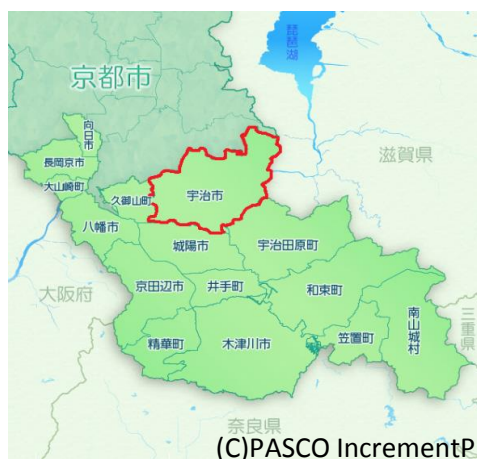 琵琶湖
京都市
向日市
長岡京市
滋賀県
大山崎町
久御山町
宇治市
八幡市
城陽市
宇治田原町
大阪府
京田辺市
井手町
和束町
南山城村
三重県
精華町
木津川市
笠置町
奈良県
(C)PASCO IncrementP